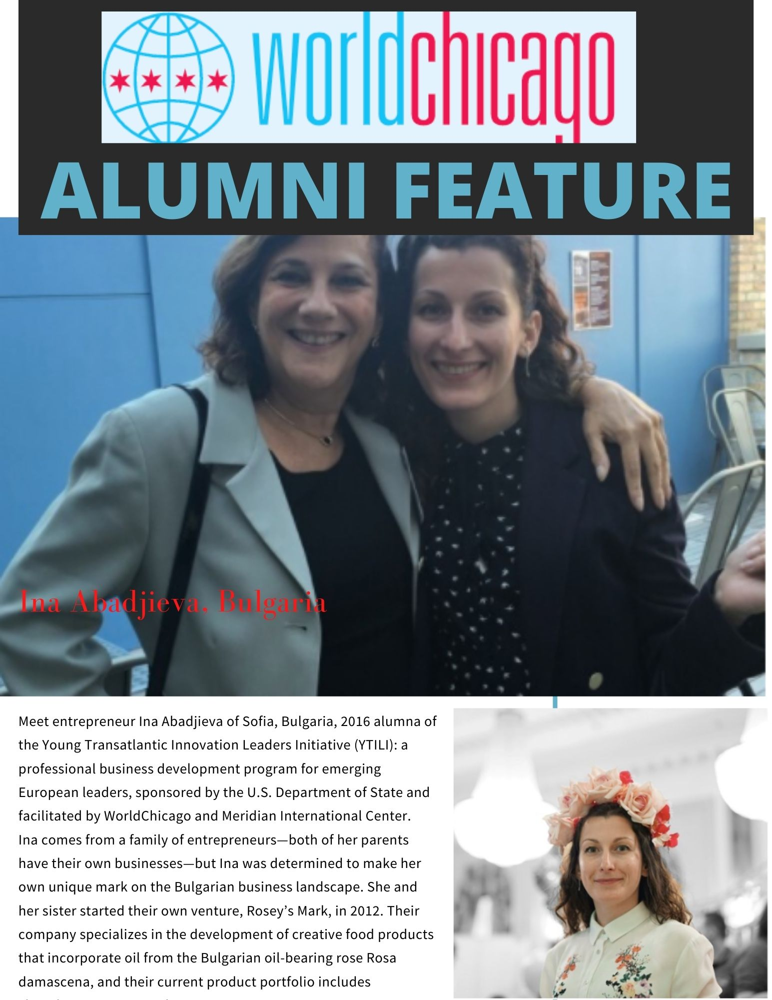 worldchicago
ALUMNI FEATURE
Ina Abadjieva, Bulgaria
Meet entrepreneur Ina Abadjieva of Sofia, Bulgaria, 2016 alumna of
the Young Transatlantic Innovation Leaders Initiative (YTILI): a
professional business development program for emerging
European leaders, sponsored by the U.S. Department of State and
facilitated by WorldChicago and Meridian International Center.
Ina comes from a family of entrepreneurs—both of her parents
have their own businesses—but Ina was determined to make her
own unique mark on the Bulgarian business landscape. She and
her sister started their own venture, Rosey’s Mark, in 2012. Their
company specializes in the development of creative food products
that incorporate oil from the Bulgarian oil-bearing rose Rosa
damascena, and their current product portfolio includes